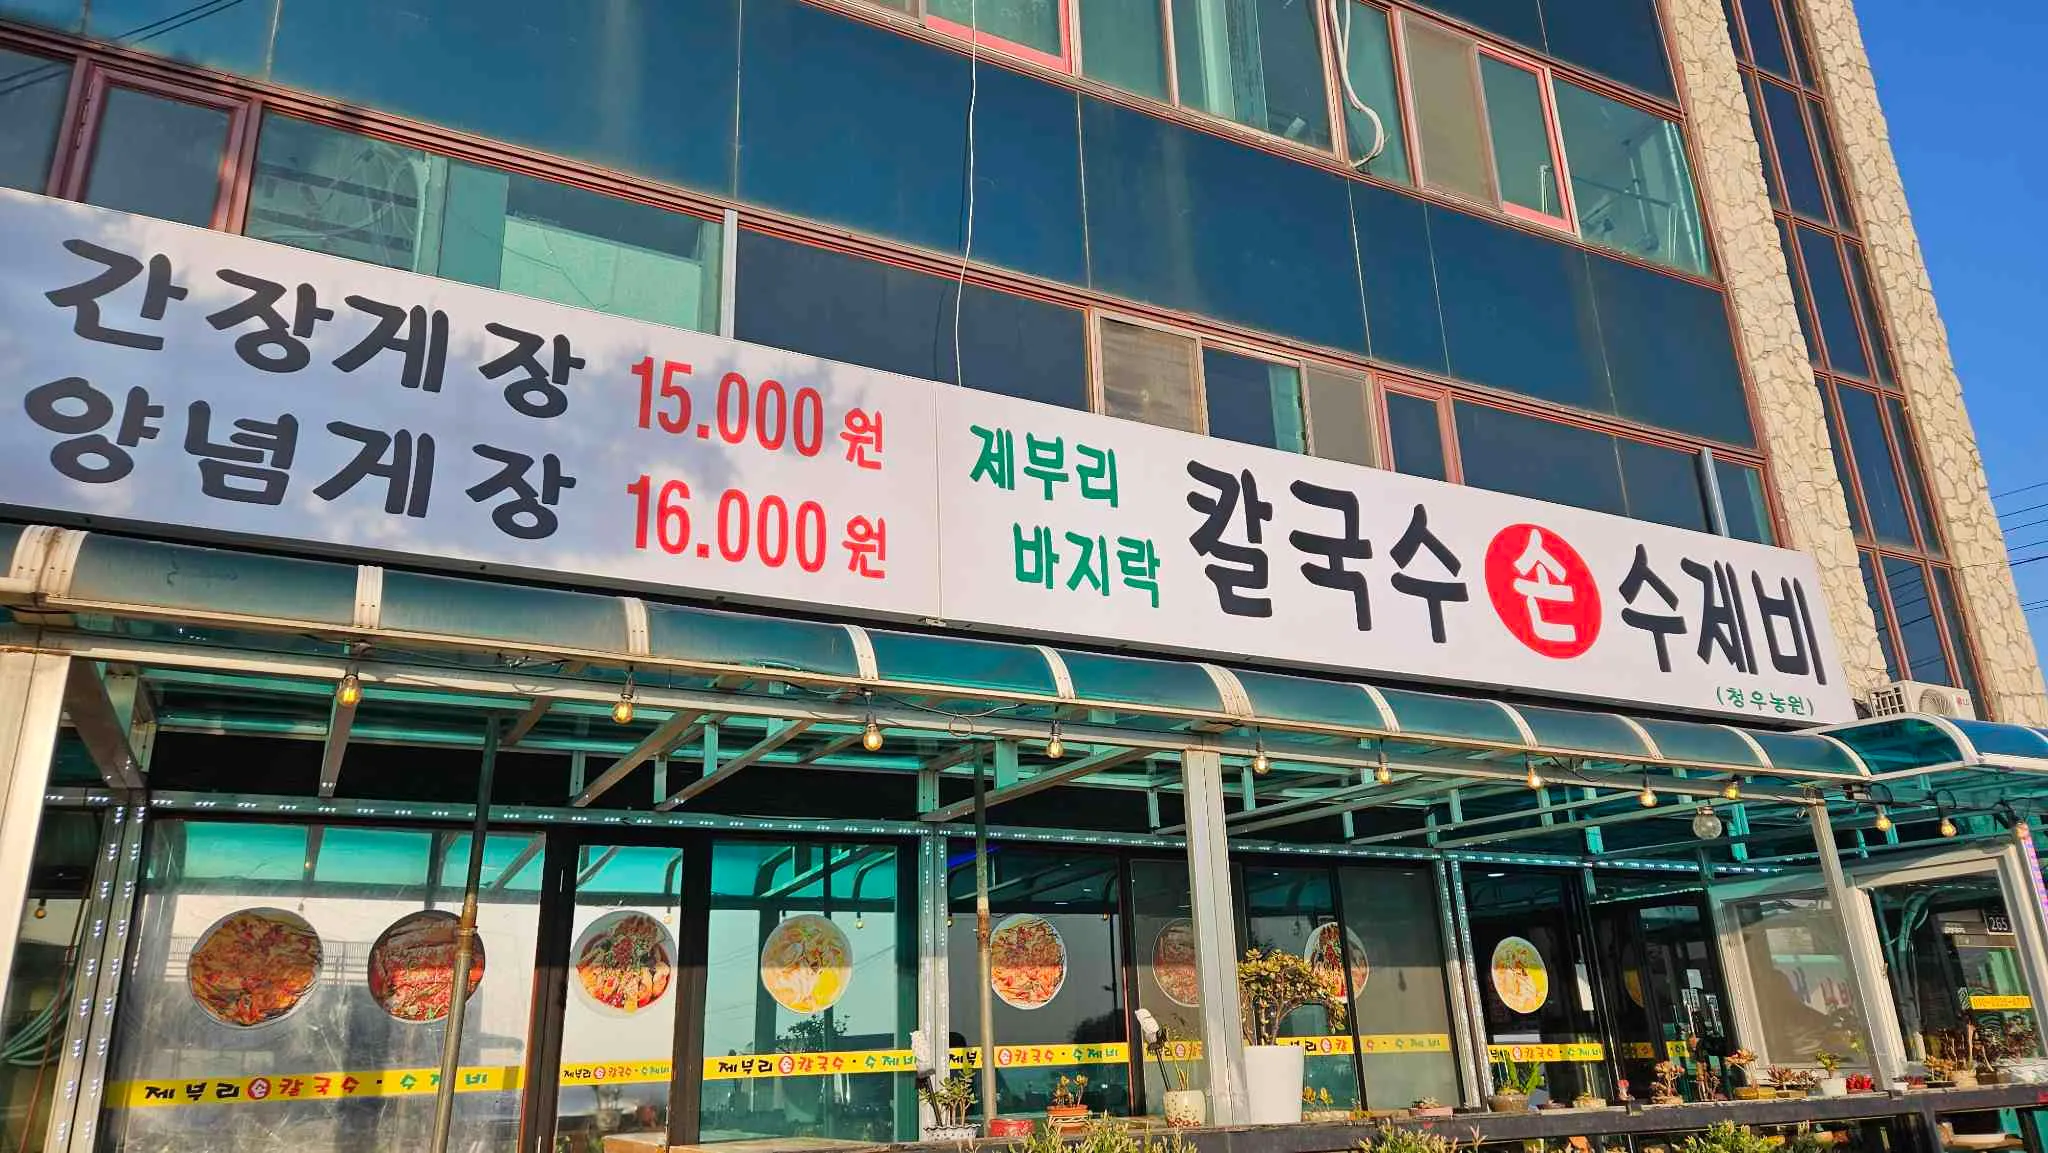 간장게장 15.000원
양념게장 16.000원
제부리
바지락
칼국수 손 수제비
(청우농원)
제부리 손 칼국수 · 수제비
제부리 손 칼국수 · 수제비
제부리 손 칼국수 · 수제비
제부리 손 칼국수 · 수제비
265